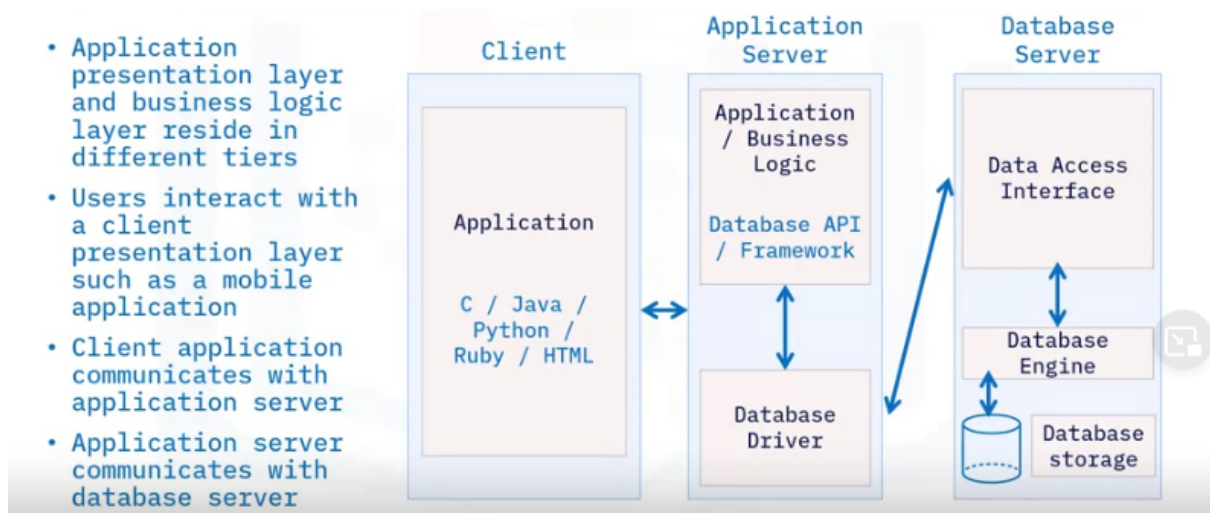 • Application
presentation layer
and business logic
layer reside in
different tiers
• Users interact with
a client
presentation layer
such as a mobile
application
• Client application
communicates with
application server
• Application server
communicates with
database server
Client
Application
C / Java /
Python /
Ruby / HTML
Application
Server
Application
/ Business
Logic
Database API
/ Framework
Database
Driver
Database
Server
Data Access
Interface
Database
Engine
Database
storage